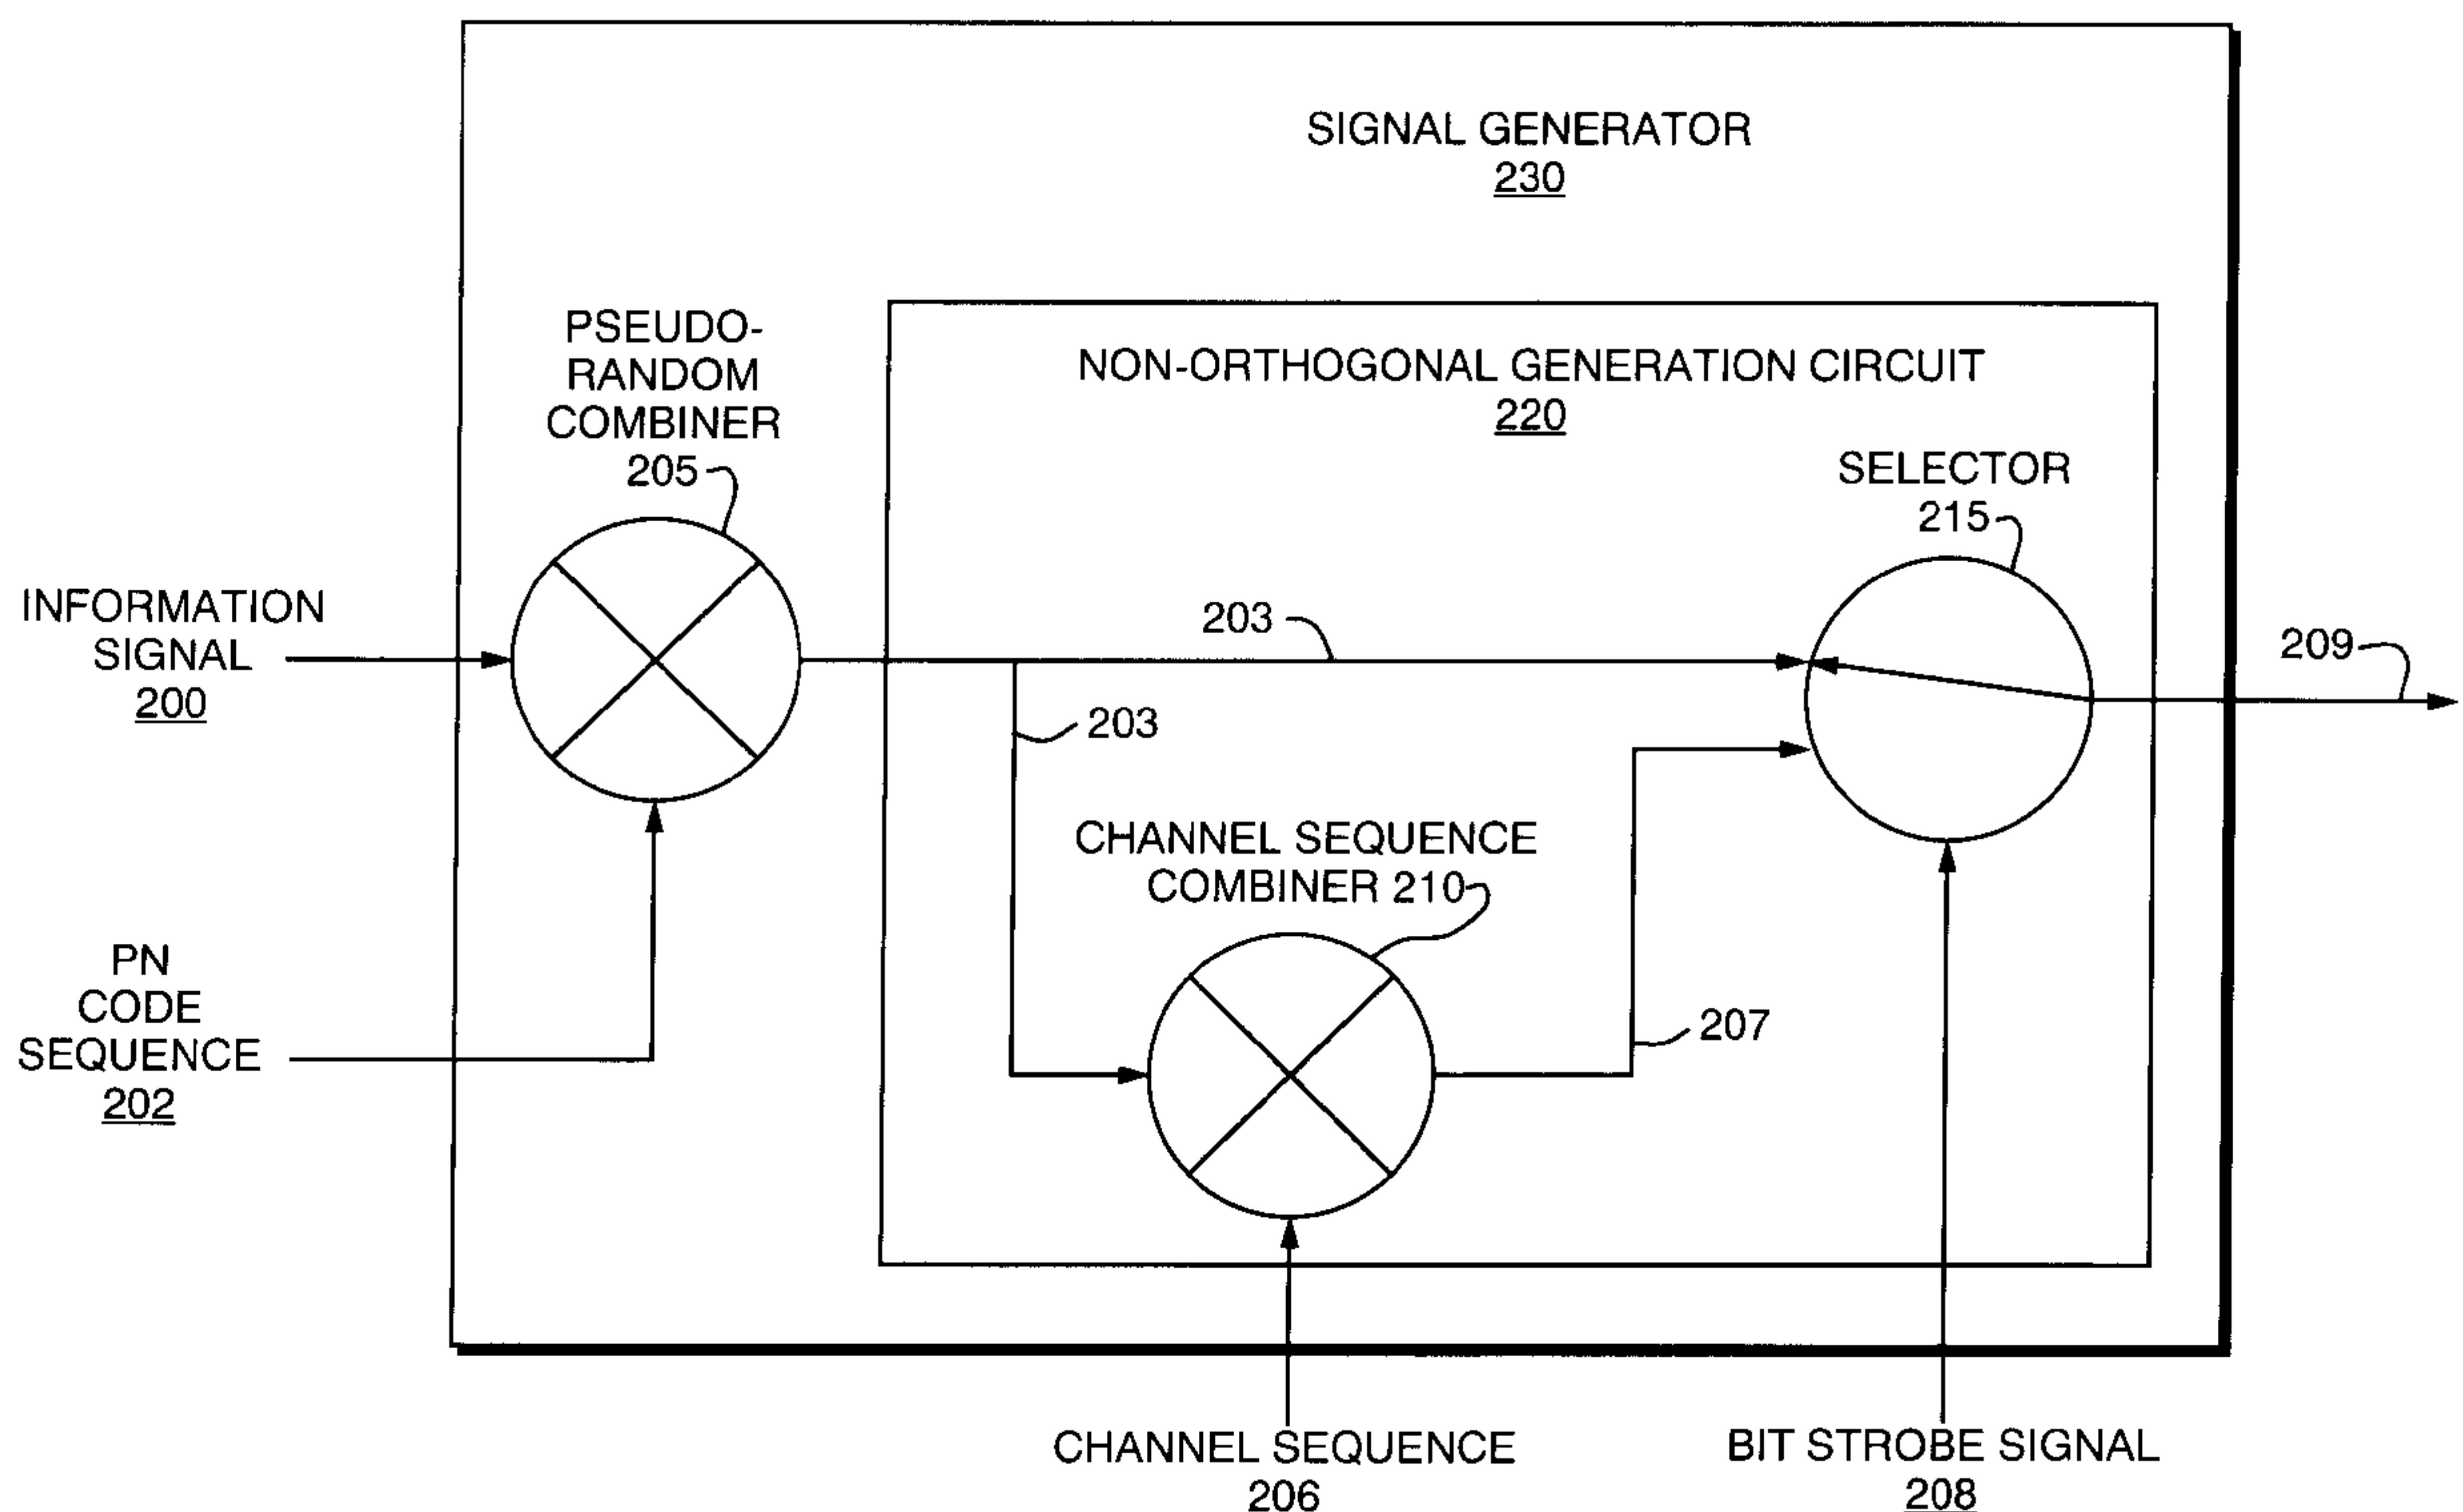 SIGNAL GENERATOR
230
PSEUDO-
RANDOM
COMBINER
205
NON-ORTHOGONAL GENERATION CIRCUIT
220
SELECTOR
215
INFORMATION
SIGNAL
200
203
209
203
CHANNEL SEQUENCE
COMBINER 210
PN
CODE
SEQUENCE
202
207
CHANNEL SEQUENCE
206
BIT STROBE SIGNAL
208